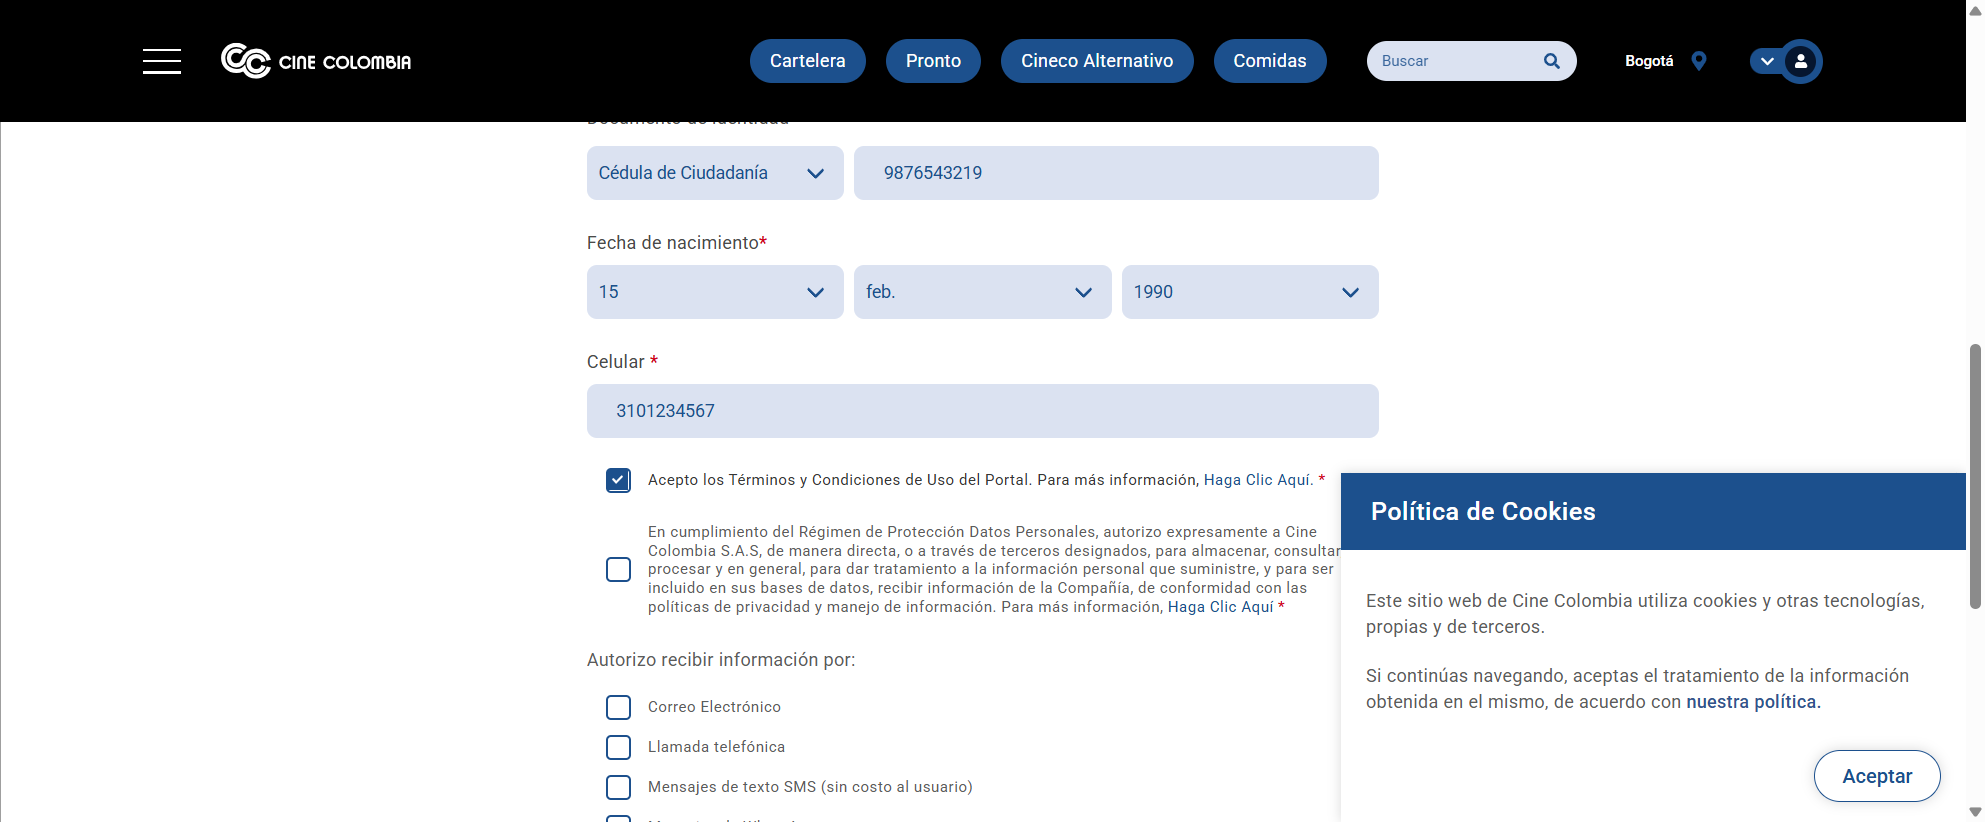 CINE COLOMBIA
Cartelera
Pronto
Cineco Alternativo
Comidas
Buscar
Bogotá
Cédula de Ciudadanía
9876543219
Fecha de nacimiento*
15
feb.
1990
Celular *
3101234567
Acepto los Términos y Condiciones de Uso del Portal. Para más información, Haga Clic Aquí. *
En cumplimiento del Régimen de Protección Datos Personales, autorizo expresamente a Cine
Colombia S.A.S, de manera directa, o a través de terceros designados, para almacenar, consultar
procesar y en general, para dar tratamiento a la información personal que suministre, y para ser
incluido en sus bases de datos, recibir información de la Compañía, de conformidad con las
políticas de privacidad y manejo de información. Para más información, Haga Clic Aquí *
Autorizo recibir información por:
Correo Electrónico
Llamada telefónica
Mensajes de texto SMS (sin costo al usuario)
Política de Cookies
Este sitio web de Cine Colombia utiliza cookies y otras tecnologías,
propias y de terceros.
Si continúas navegando, aceptas el tratamiento de la información
obtenida en el mismo, de acuerdo con nuestra política.
Aceptar